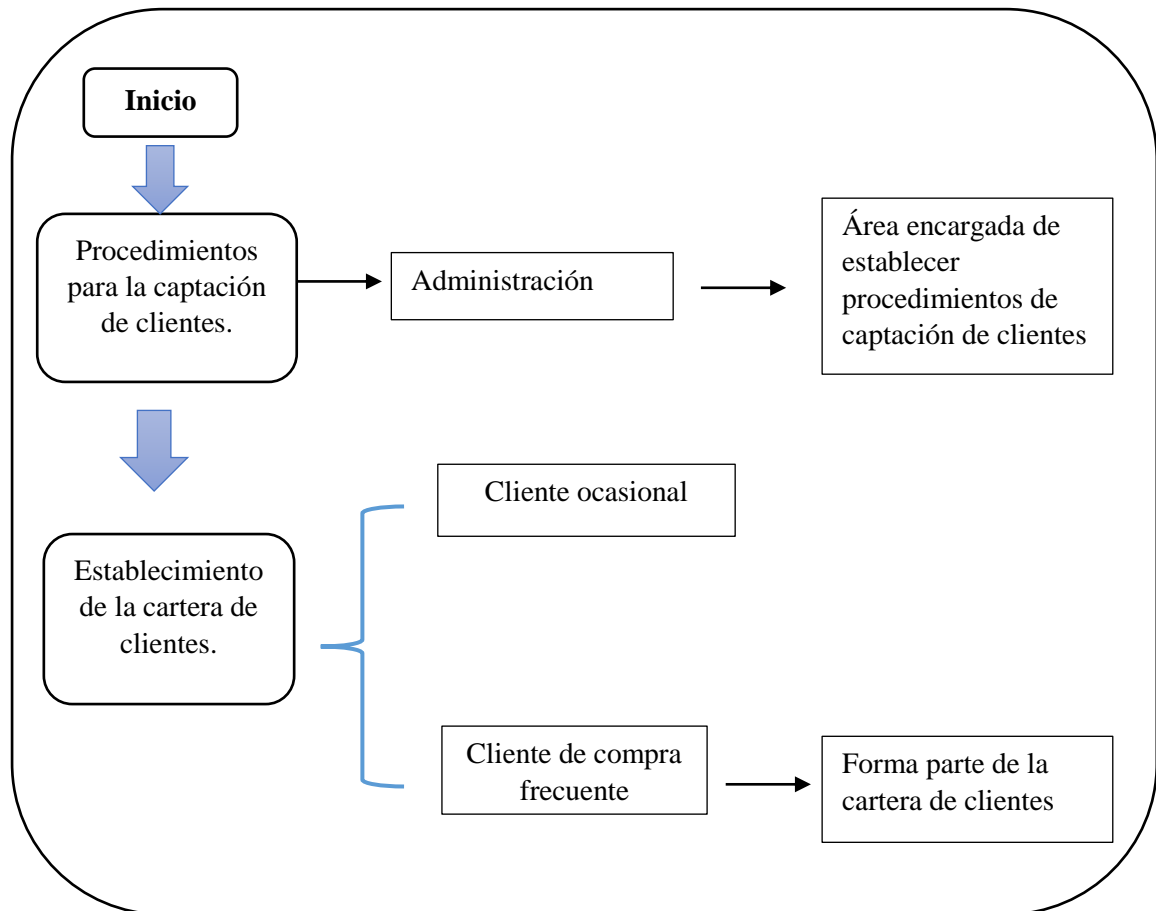 Inicio
Procedimientos
para la captación
de clientes.
Administración
Área encargada de
establecer
procedimientos de
captación de clientes
Cliente ocasional
Establecimiento
de la cartera de
clientes.
Cliente de compra
frecuente
Forma parte de la
cartera de clientes